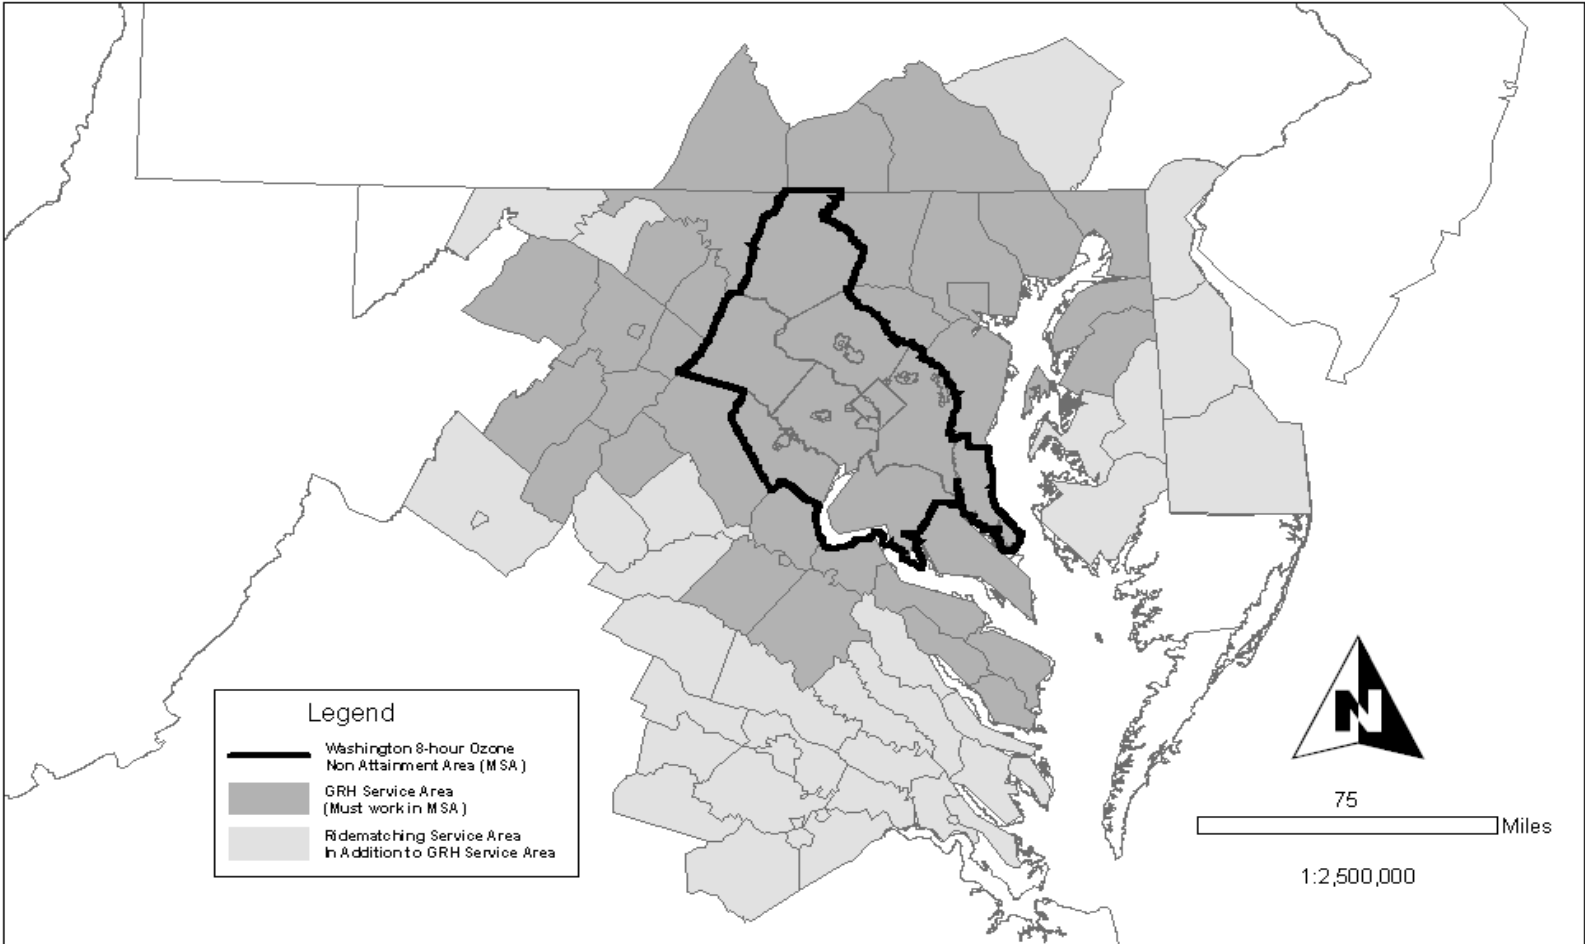 Legend
Washington 8-hour Ozone
Non Attainment Area (MSA)
GRH Service Area
(Must work in MSA)
Ridematching Service Area
In Addition to GRH Service Area
N
75
Miles
1:2,500,000